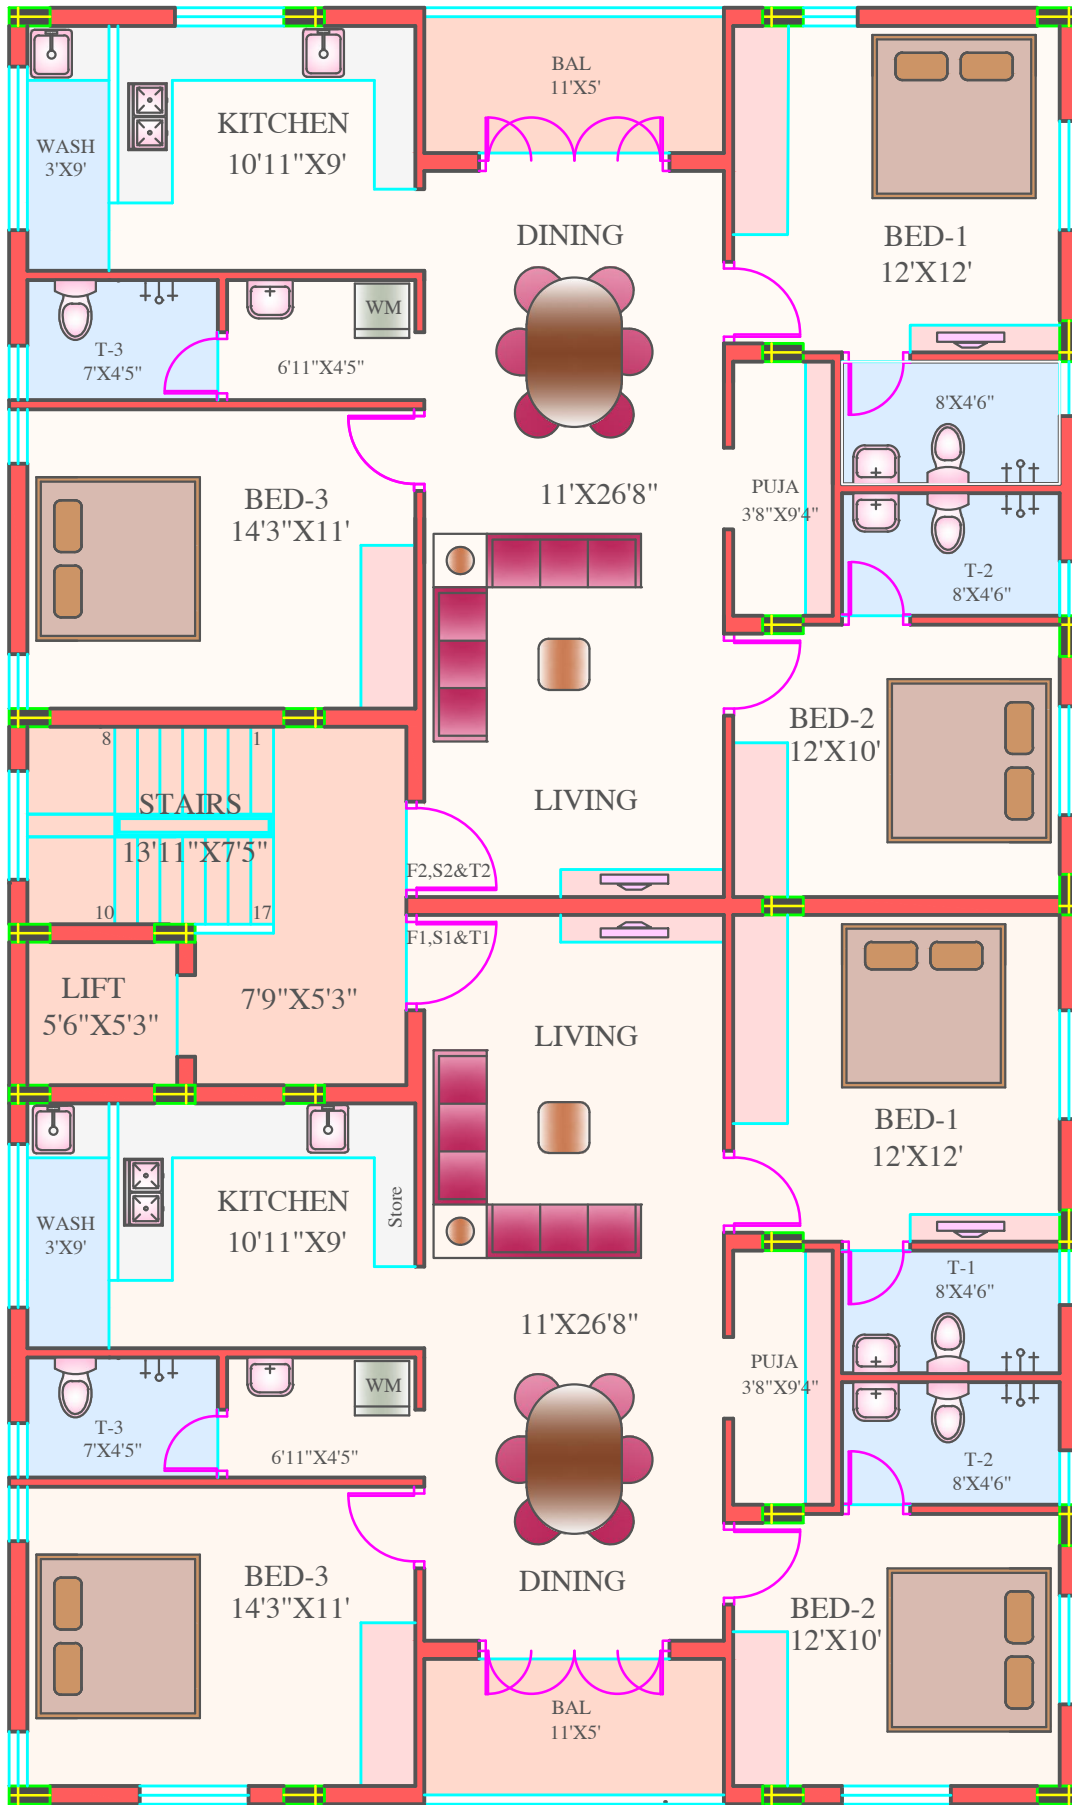 BAL
11'X5'
KITCHEN
10'11"X9'
WASH
3'X9'
DINING
BED-1
12'X12'
WM
T-3
7'X4'5"
6'11"X4'5"
8'X4'6"
BED-3
14'3"X11'
11'X26'8"
PUJA
3'8"X9'4"
T-2
8'X4'6"
BED-2
12'X10'
8
1
STAIRS
13'11"X7'5"
LIVING
F2,S2&T2
10
17
F1,S1&T1
LIFT
5'6"X5'3"
7'9"X5'3"
LIVING
BED-1
12'X12'
KITCHEN
10'11"X9'
Store
WASH
3'X9'
T-1
8'X4'6"
11'X26'8"
PUJA
3'8"X9'4"
WM
T-3
7'X4'5"
6'11"X4'5"
T-2
8'X4'6"
BED-3
14'3"X11'
DINING
BED-2
12'X10'
BAL
11'X5'